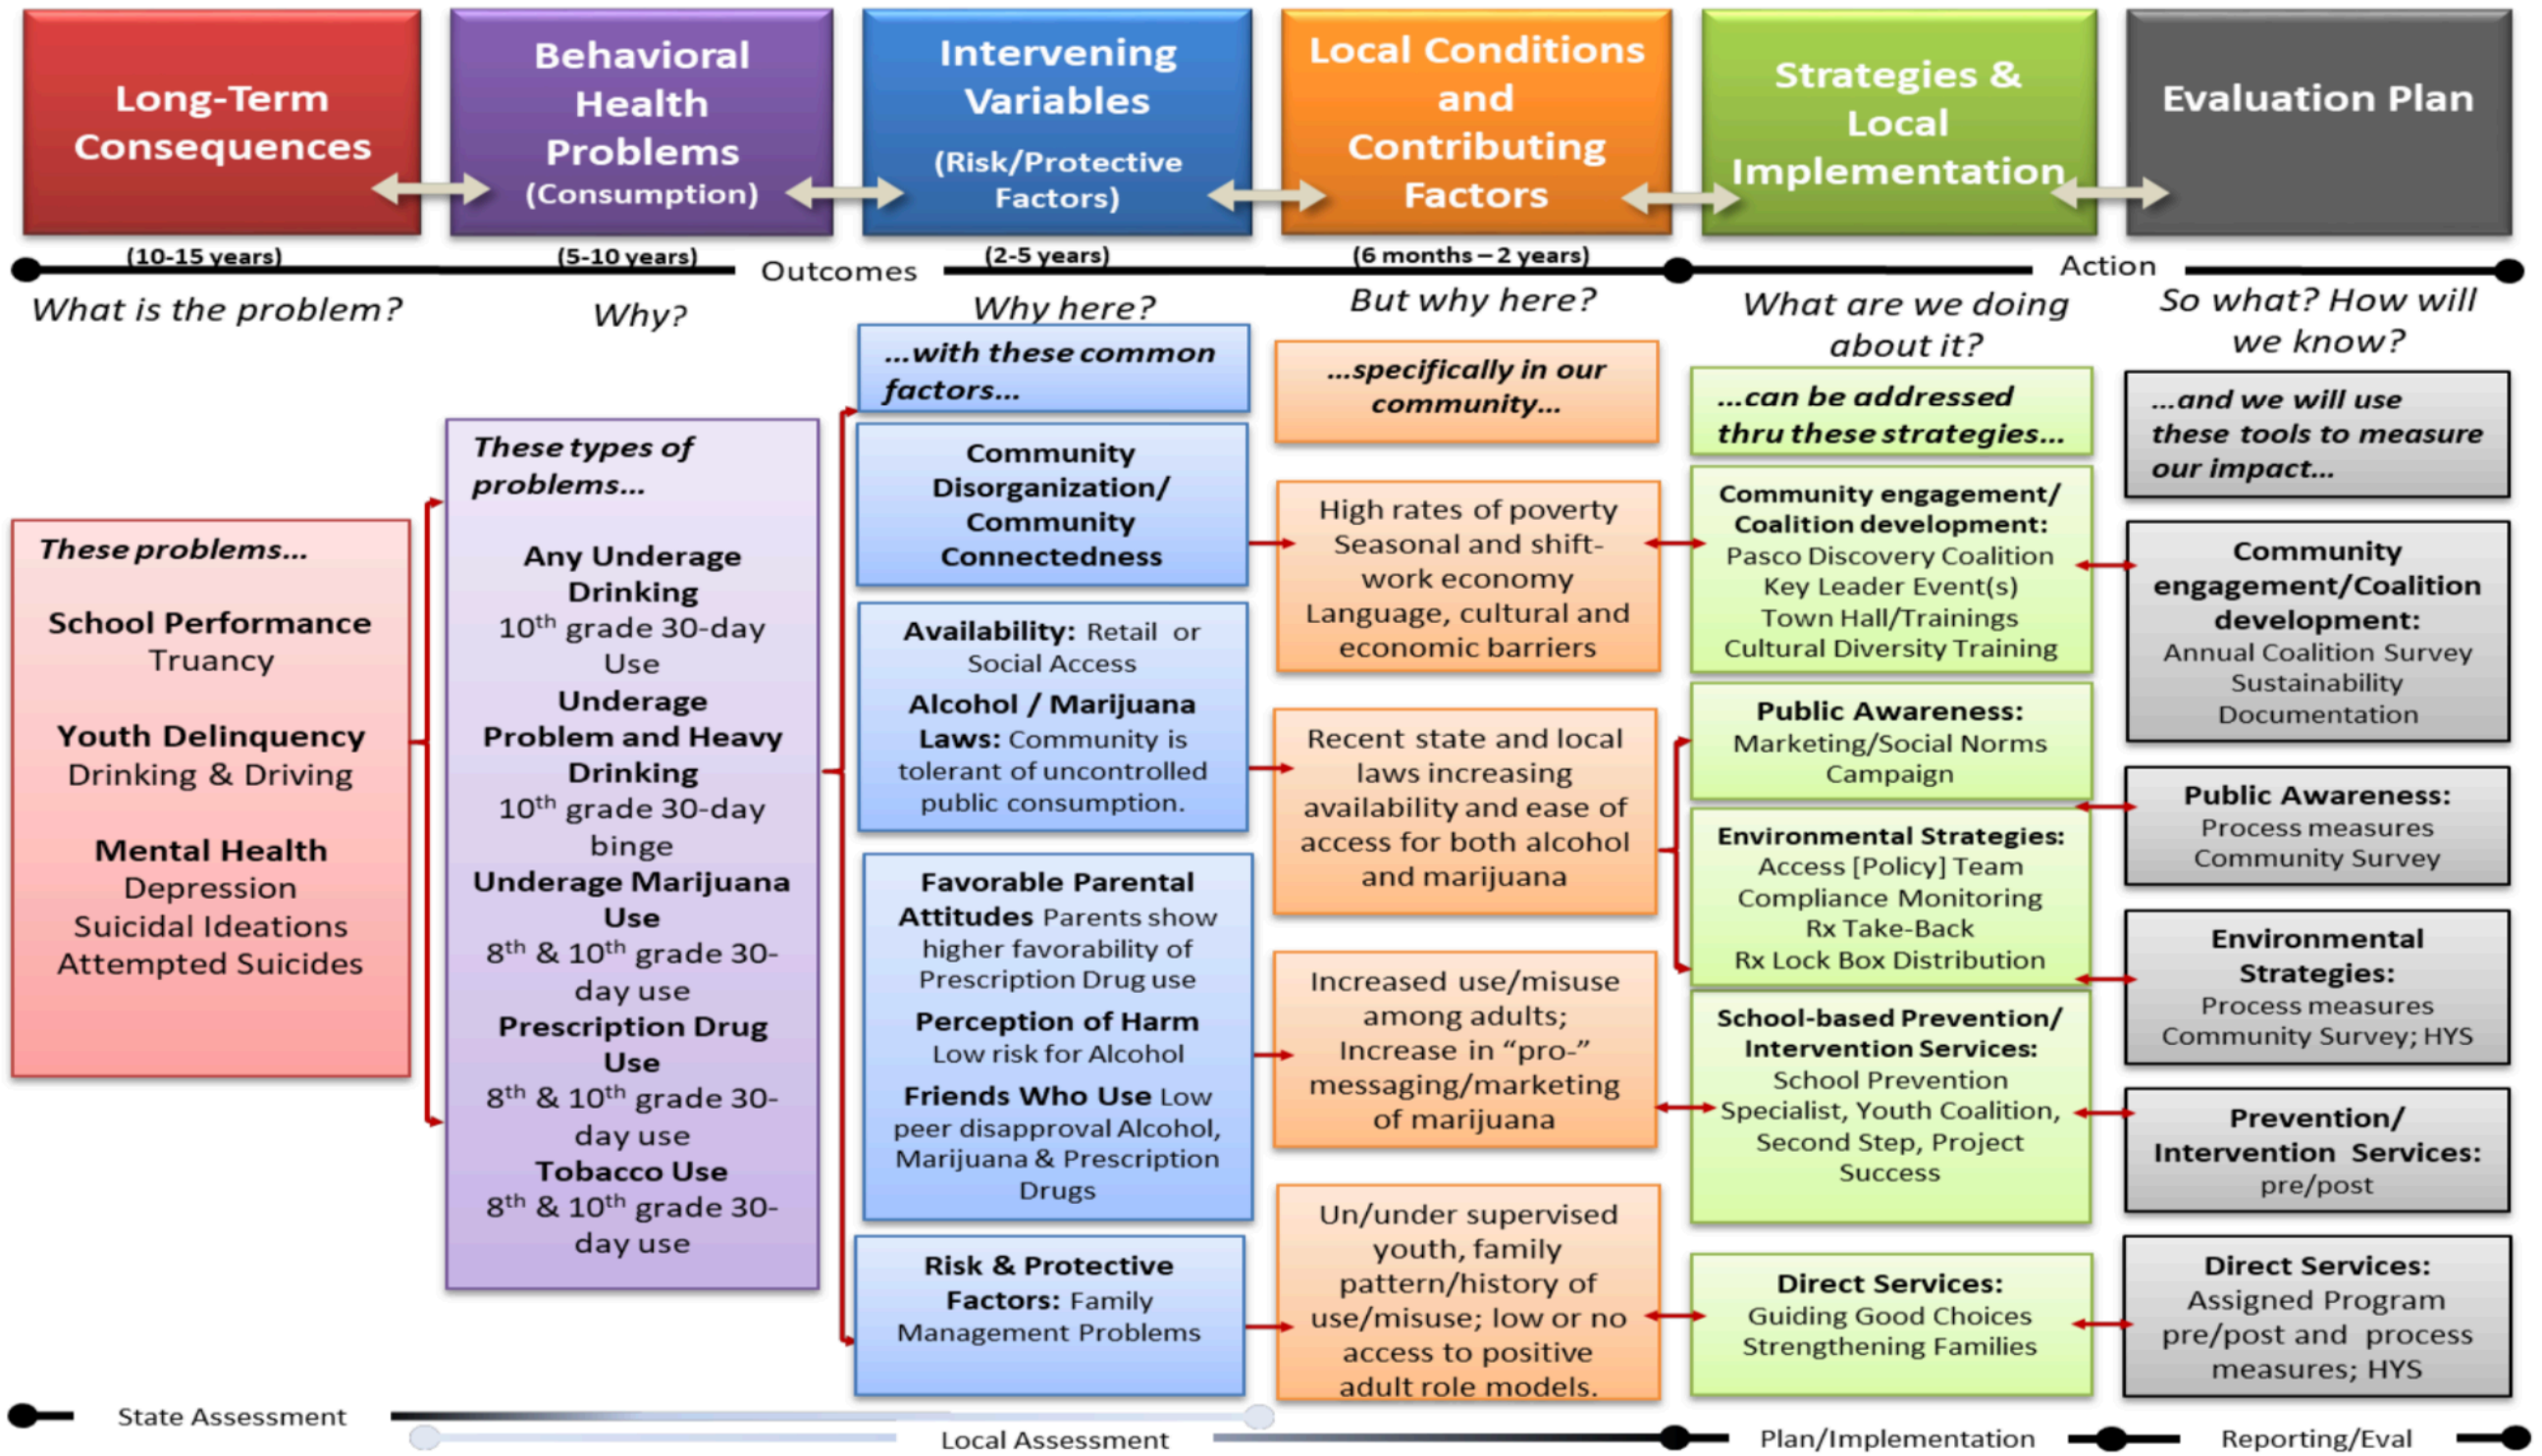 Long-Term
Consequences
Behavioral
Health
Problems
(Consumption)
Intervening
Variables
(Risk/Protective
Factors)
Local Conditions
and
Contributing
Factors
Strategies &
Local
Implementation
Evaluation Plan
(10-15 years)
(5-10 years)
Outcomes
(2-5 years)
(6 months – 2 years)
Action
What is the problem?
Why?
Why here?
But why here?
What are we doing
about it?
So what? How will
we know?
These problems...
School Performance
Truancy
Youth Delinquency
Drinking & Driving
Mental Health
Depression
Suicidal Ideations
Attempted Suicides
These types of
problems...
Any Underage
Drinking
10th grade 30-day
Use
Underage
Problem and Heavy
Drinking
10th grade 30-day
binge
Underage Marijuana
Use
8th & 10th grade 30-
day use
Prescription Drug
Use
8th & 10th grade 30-
day use
Tobacco Use
8th & 10th grade 30-
day use
...with these common
factors...
Community
Disorganization/
Community
Connectedness
Availability: Retail or
Social Access
Alcohol / Marijuana
Laws: Community is
tolerant of uncontrolled
public consumption.
Favorable Parental
Attitudes Parents show
higher favorability of
Prescription Drug use
Perception of Harm
Low risk for Alcohol
Friends Who Use Low
peer disapproval Alcohol,
Marijuana & Prescription
Drugs
Risk & Protective
Factors: Family
Management Problems
...specifically in our
community...
High rates of poverty
Seasonal and shift-
work economy
Language, cultural and
economic barriers
Recent state and local
laws increasing
availability and ease of
access for both alcohol
and marijuana
Increased use/misuse
among adults;
Increase in “pro-”
messaging/marketing
of marijuana
Un/under supervised
youth, family
pattern/history of
use/misuse; low or no
access to positive
adult role models.
...can be addressed
thru these strategies...
Community engagement/
Coalition development:
Pasco Discovery Coalition
Key Leader Event(s)
Town Hall/Trainings
Cultural Diversity Training
Public Awareness:
Marketing/Social Norms
Campaign
Environmental Strategies:
Access [Policy] Team
Compliance Monitoring
Rx Take-Back
Rx Lock Box Distribution
School-based Prevention/
Intervention Services:
School Prevention
Specialist, Youth Coalition,
Second Step, Project
Success
Direct Services:
Guiding Good Choices
Strengthening Families
...and we will use
these tools to measure
our impact...
Community
engagement/Coalition
development:
Annual Coalition Survey
Sustainability
Documentation
Public Awareness:
Process measures
Community Survey
Environmental
Strategies:
Process measures
Community Survey; HYS
Prevention/
Intervention Services:
pre/post
Direct Services:
Assigned Program
pre/post and process
measures; HYS
State Assessment
Local Assessment
Plan/Implementation
Reporting/Eval